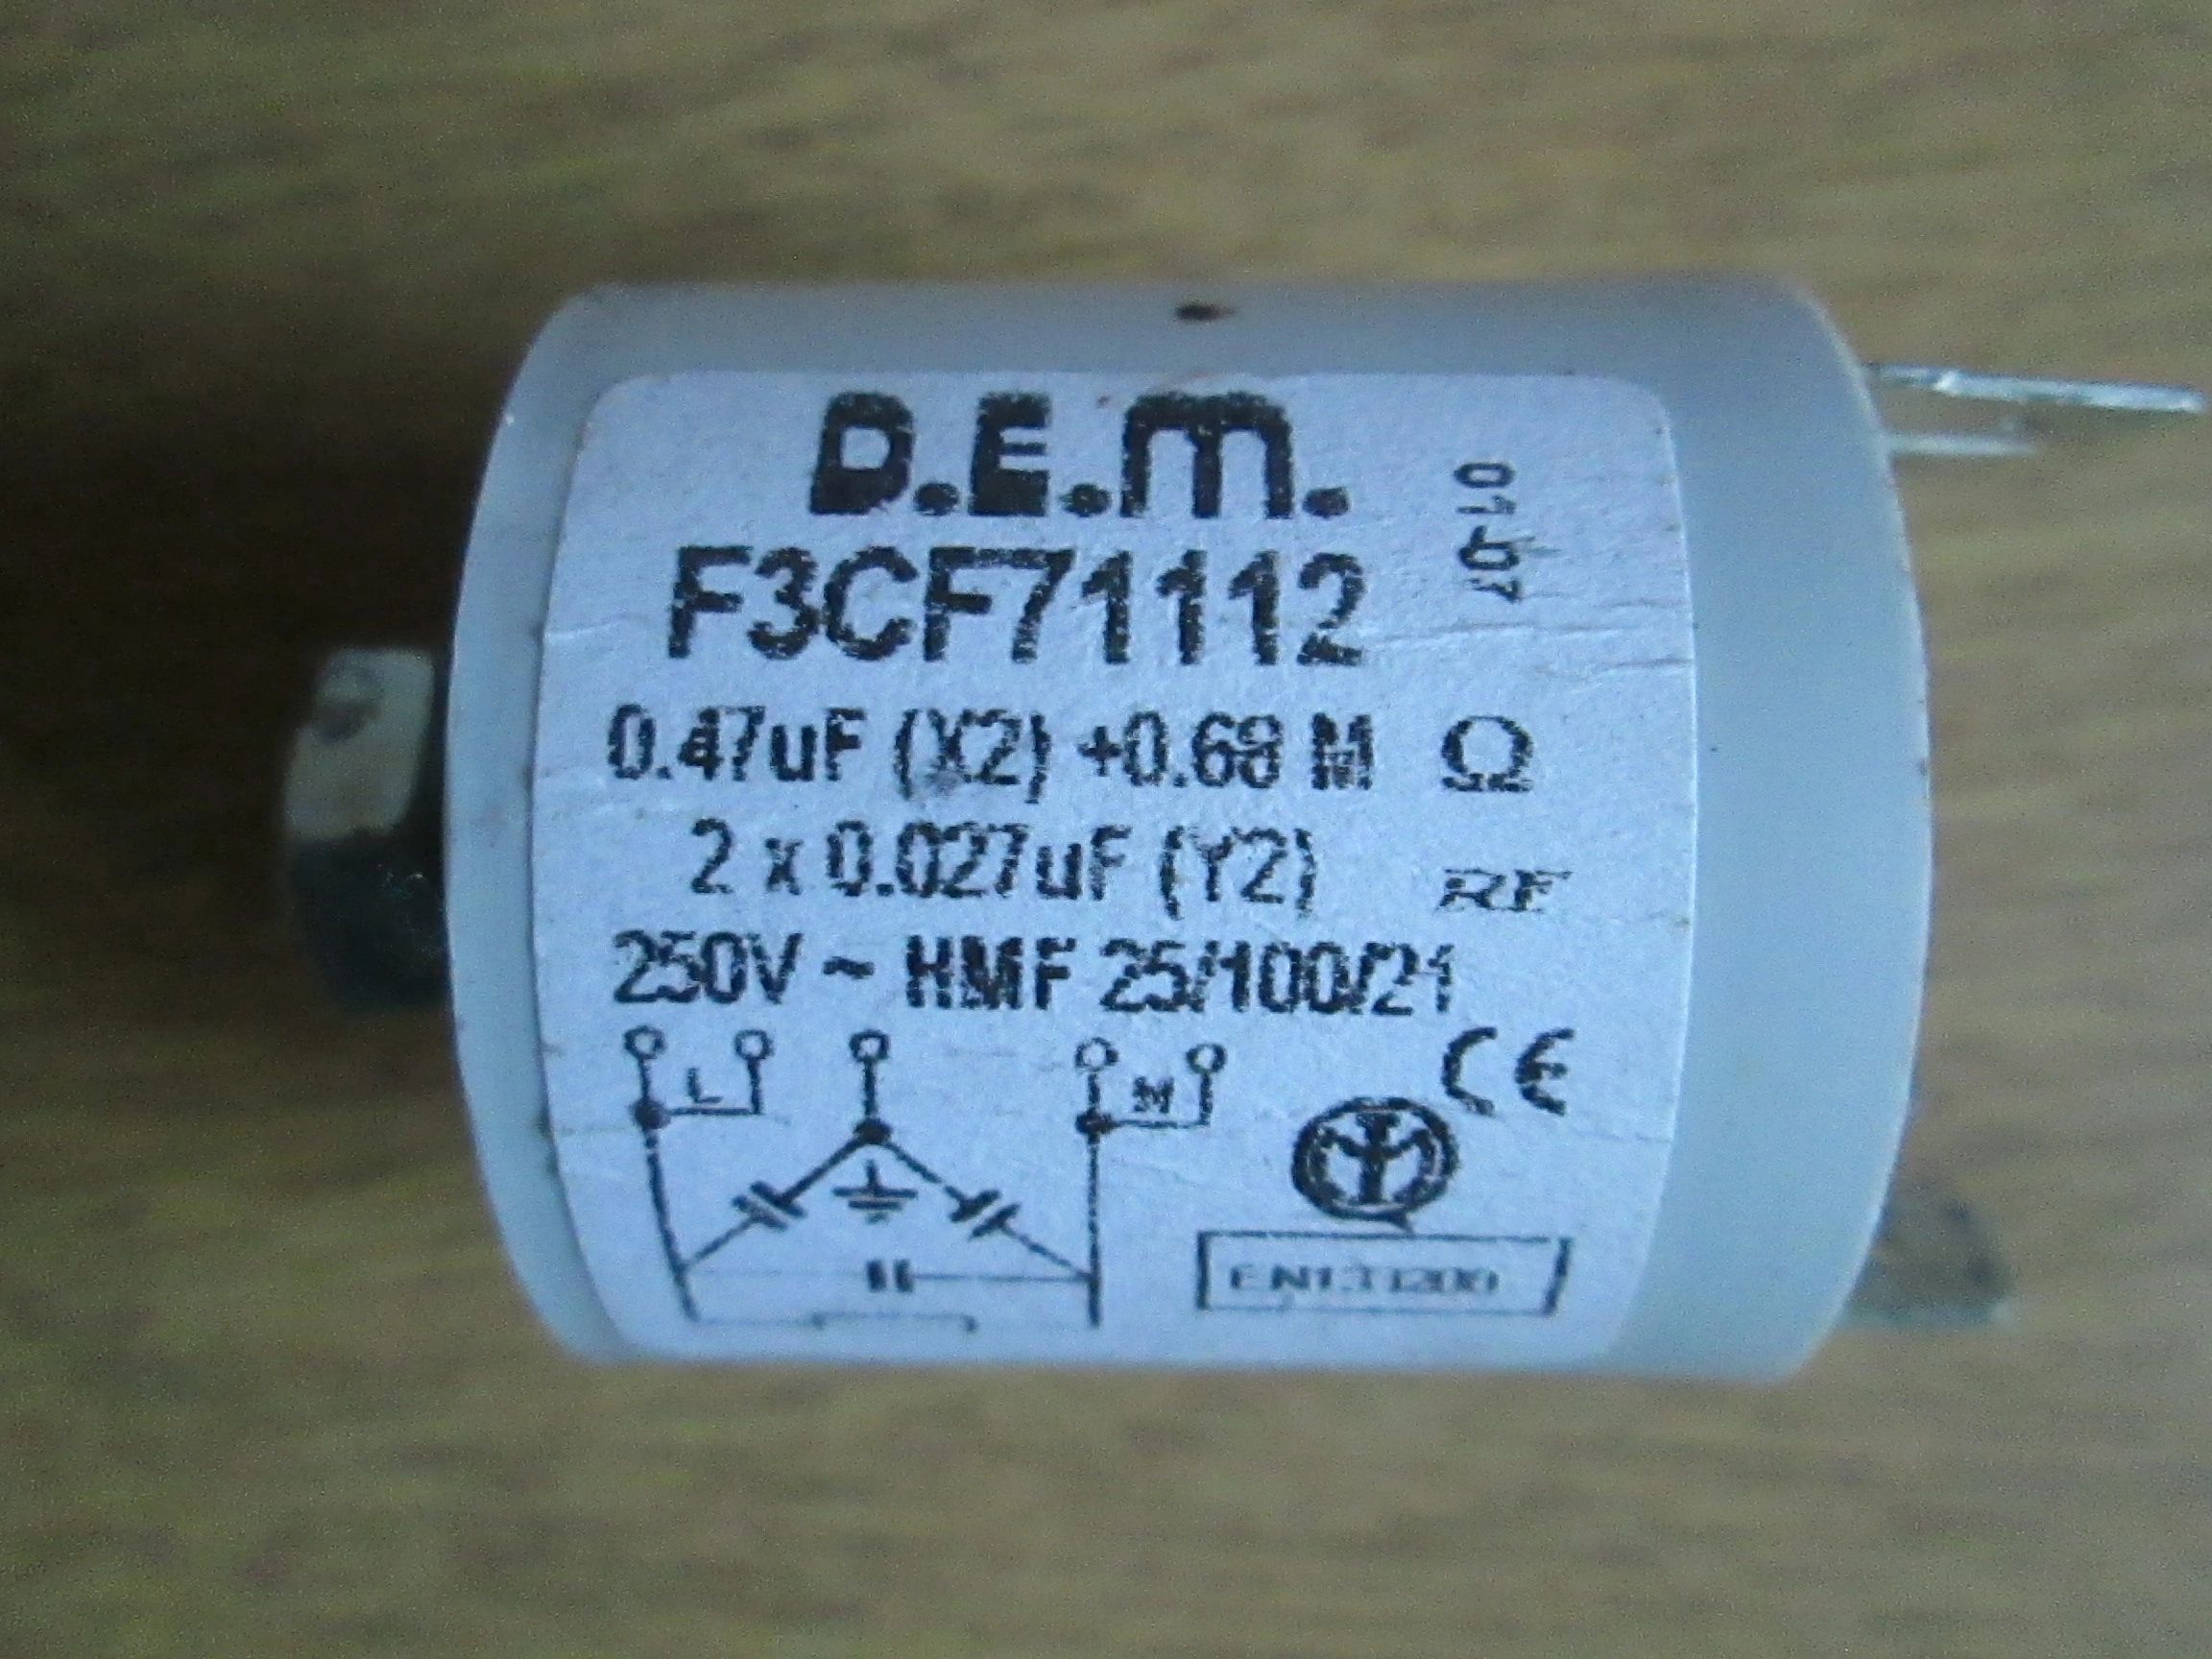 D.E.M.
01-07
F3CF71112
0.47uF (X2) +0.68 M Ω
2 x 0.027uF (Y2) RF
250V ~ HMF 25/100/21
CE
L
N